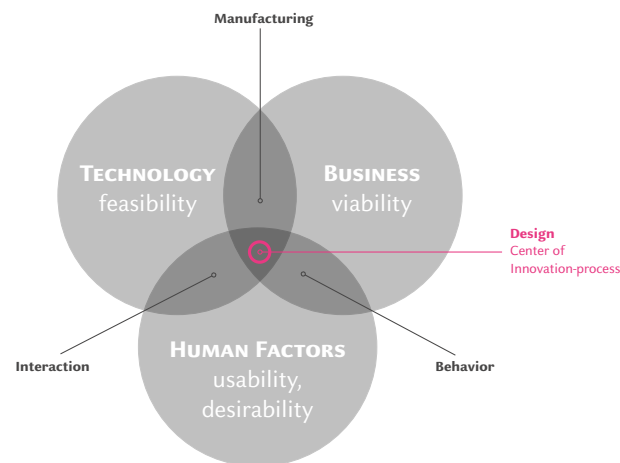 Manufacturing
TECHNOLOGY
feasibility
BUSINESS
viability
Design
Center of
Innovation-process
HUMAN FACTORS
usability,
desirability
Interaction
Behavior